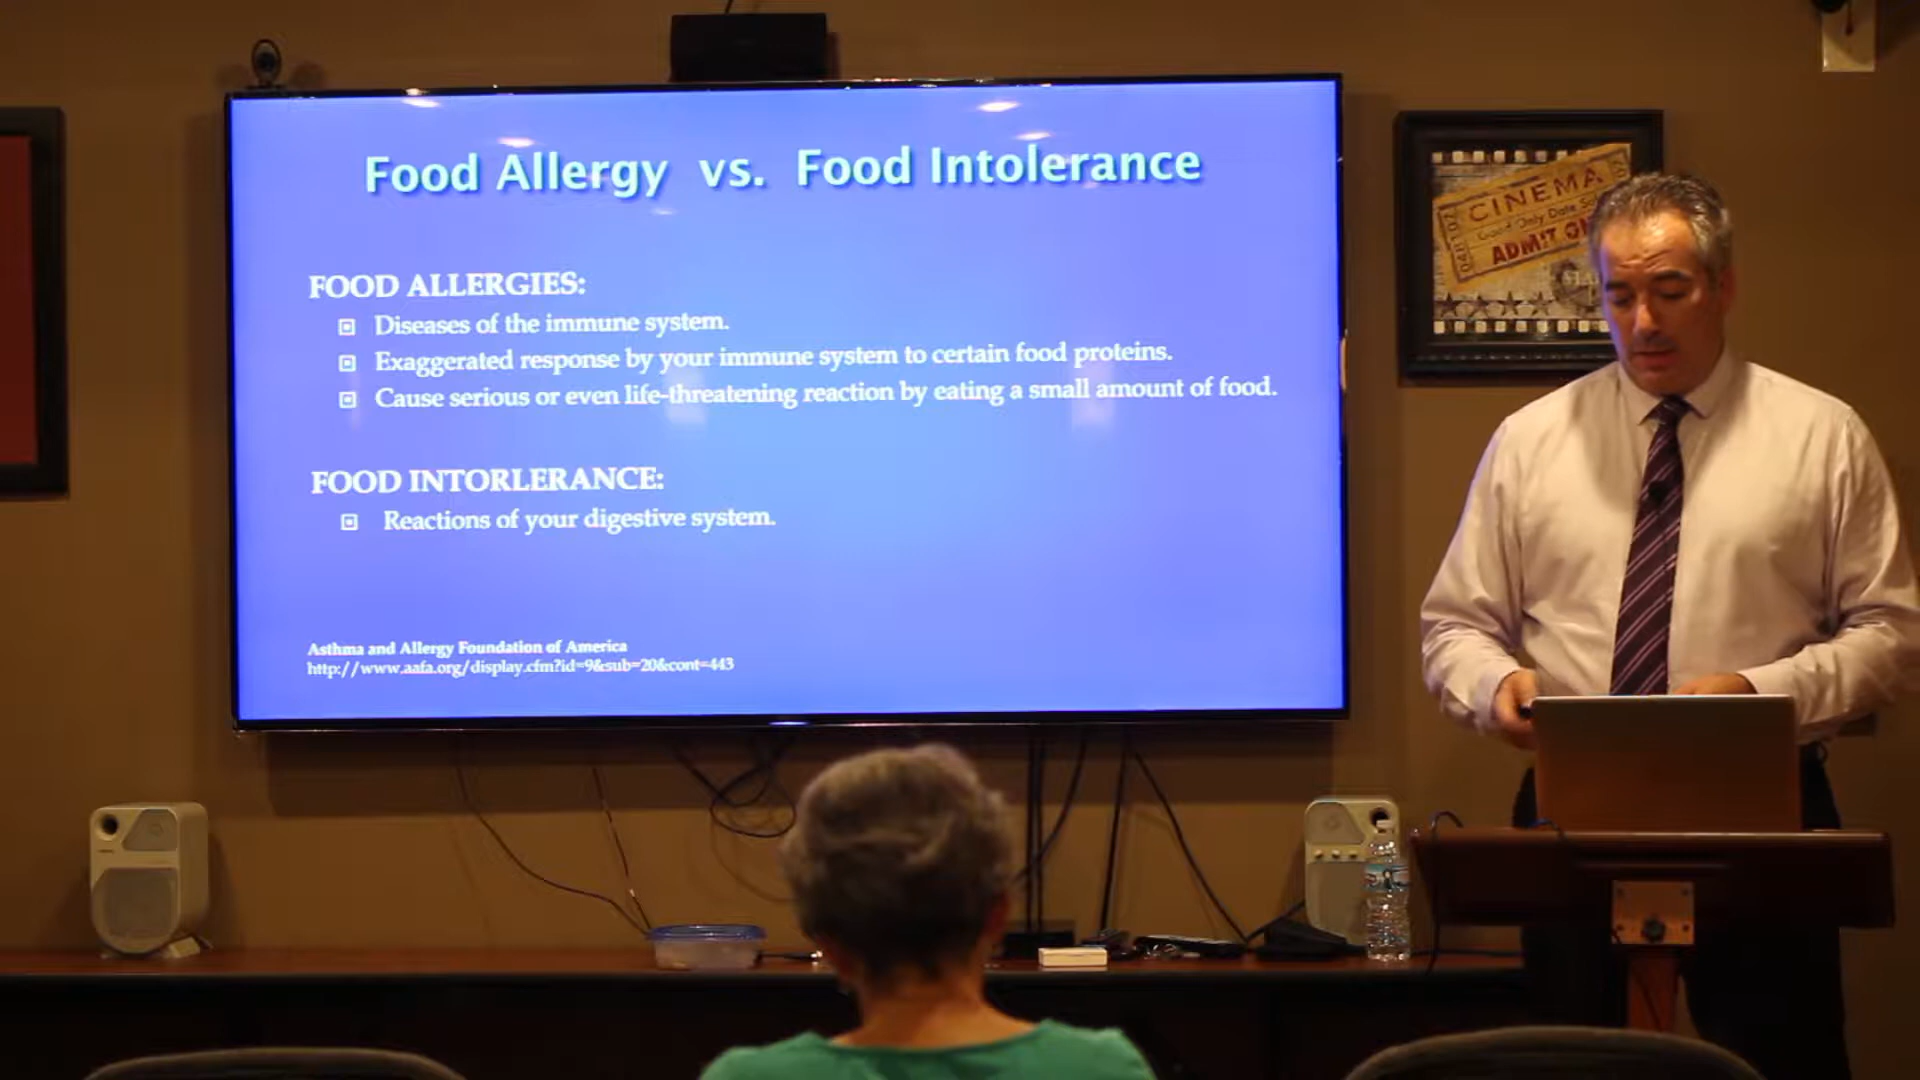 Food Allergy vs. Food Intolerance
FOOD ALLERGIES:
Diseases of the immune system.
Exaggerated response by your immune system to certain food proteins.
Cause serious or even life-threatening reaction by eating a small amount of food.
FOOD INTORLERANCE:
Reactions of your digestive system.
Asthma and Allergy Foundation of America
http://www.aafa.org/display.cfm?id=9&sub=20&cont=443
CINEMA
Good Only Date
ADMIT